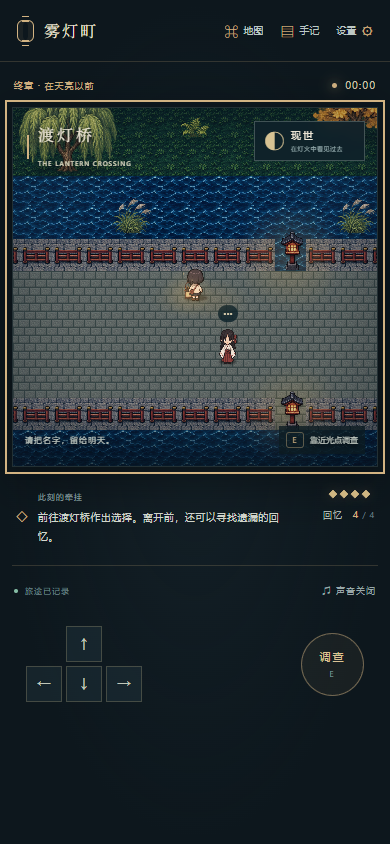 雾灯町
地图
手记
设置
终章 · 在天亮以前
00:00
渡灯桥
THE LANTERN CROSSING
现世
在灯火中看见过去
请把名字，留给明天。
E 靠近光点调查
此刻的牵挂
前往渡灯桥作出选择。离开前，还可以寻找遗漏的回
忆。
回忆 4 / 4
旅途已记录
声音关闭
↑
← ↓ →
调查
E